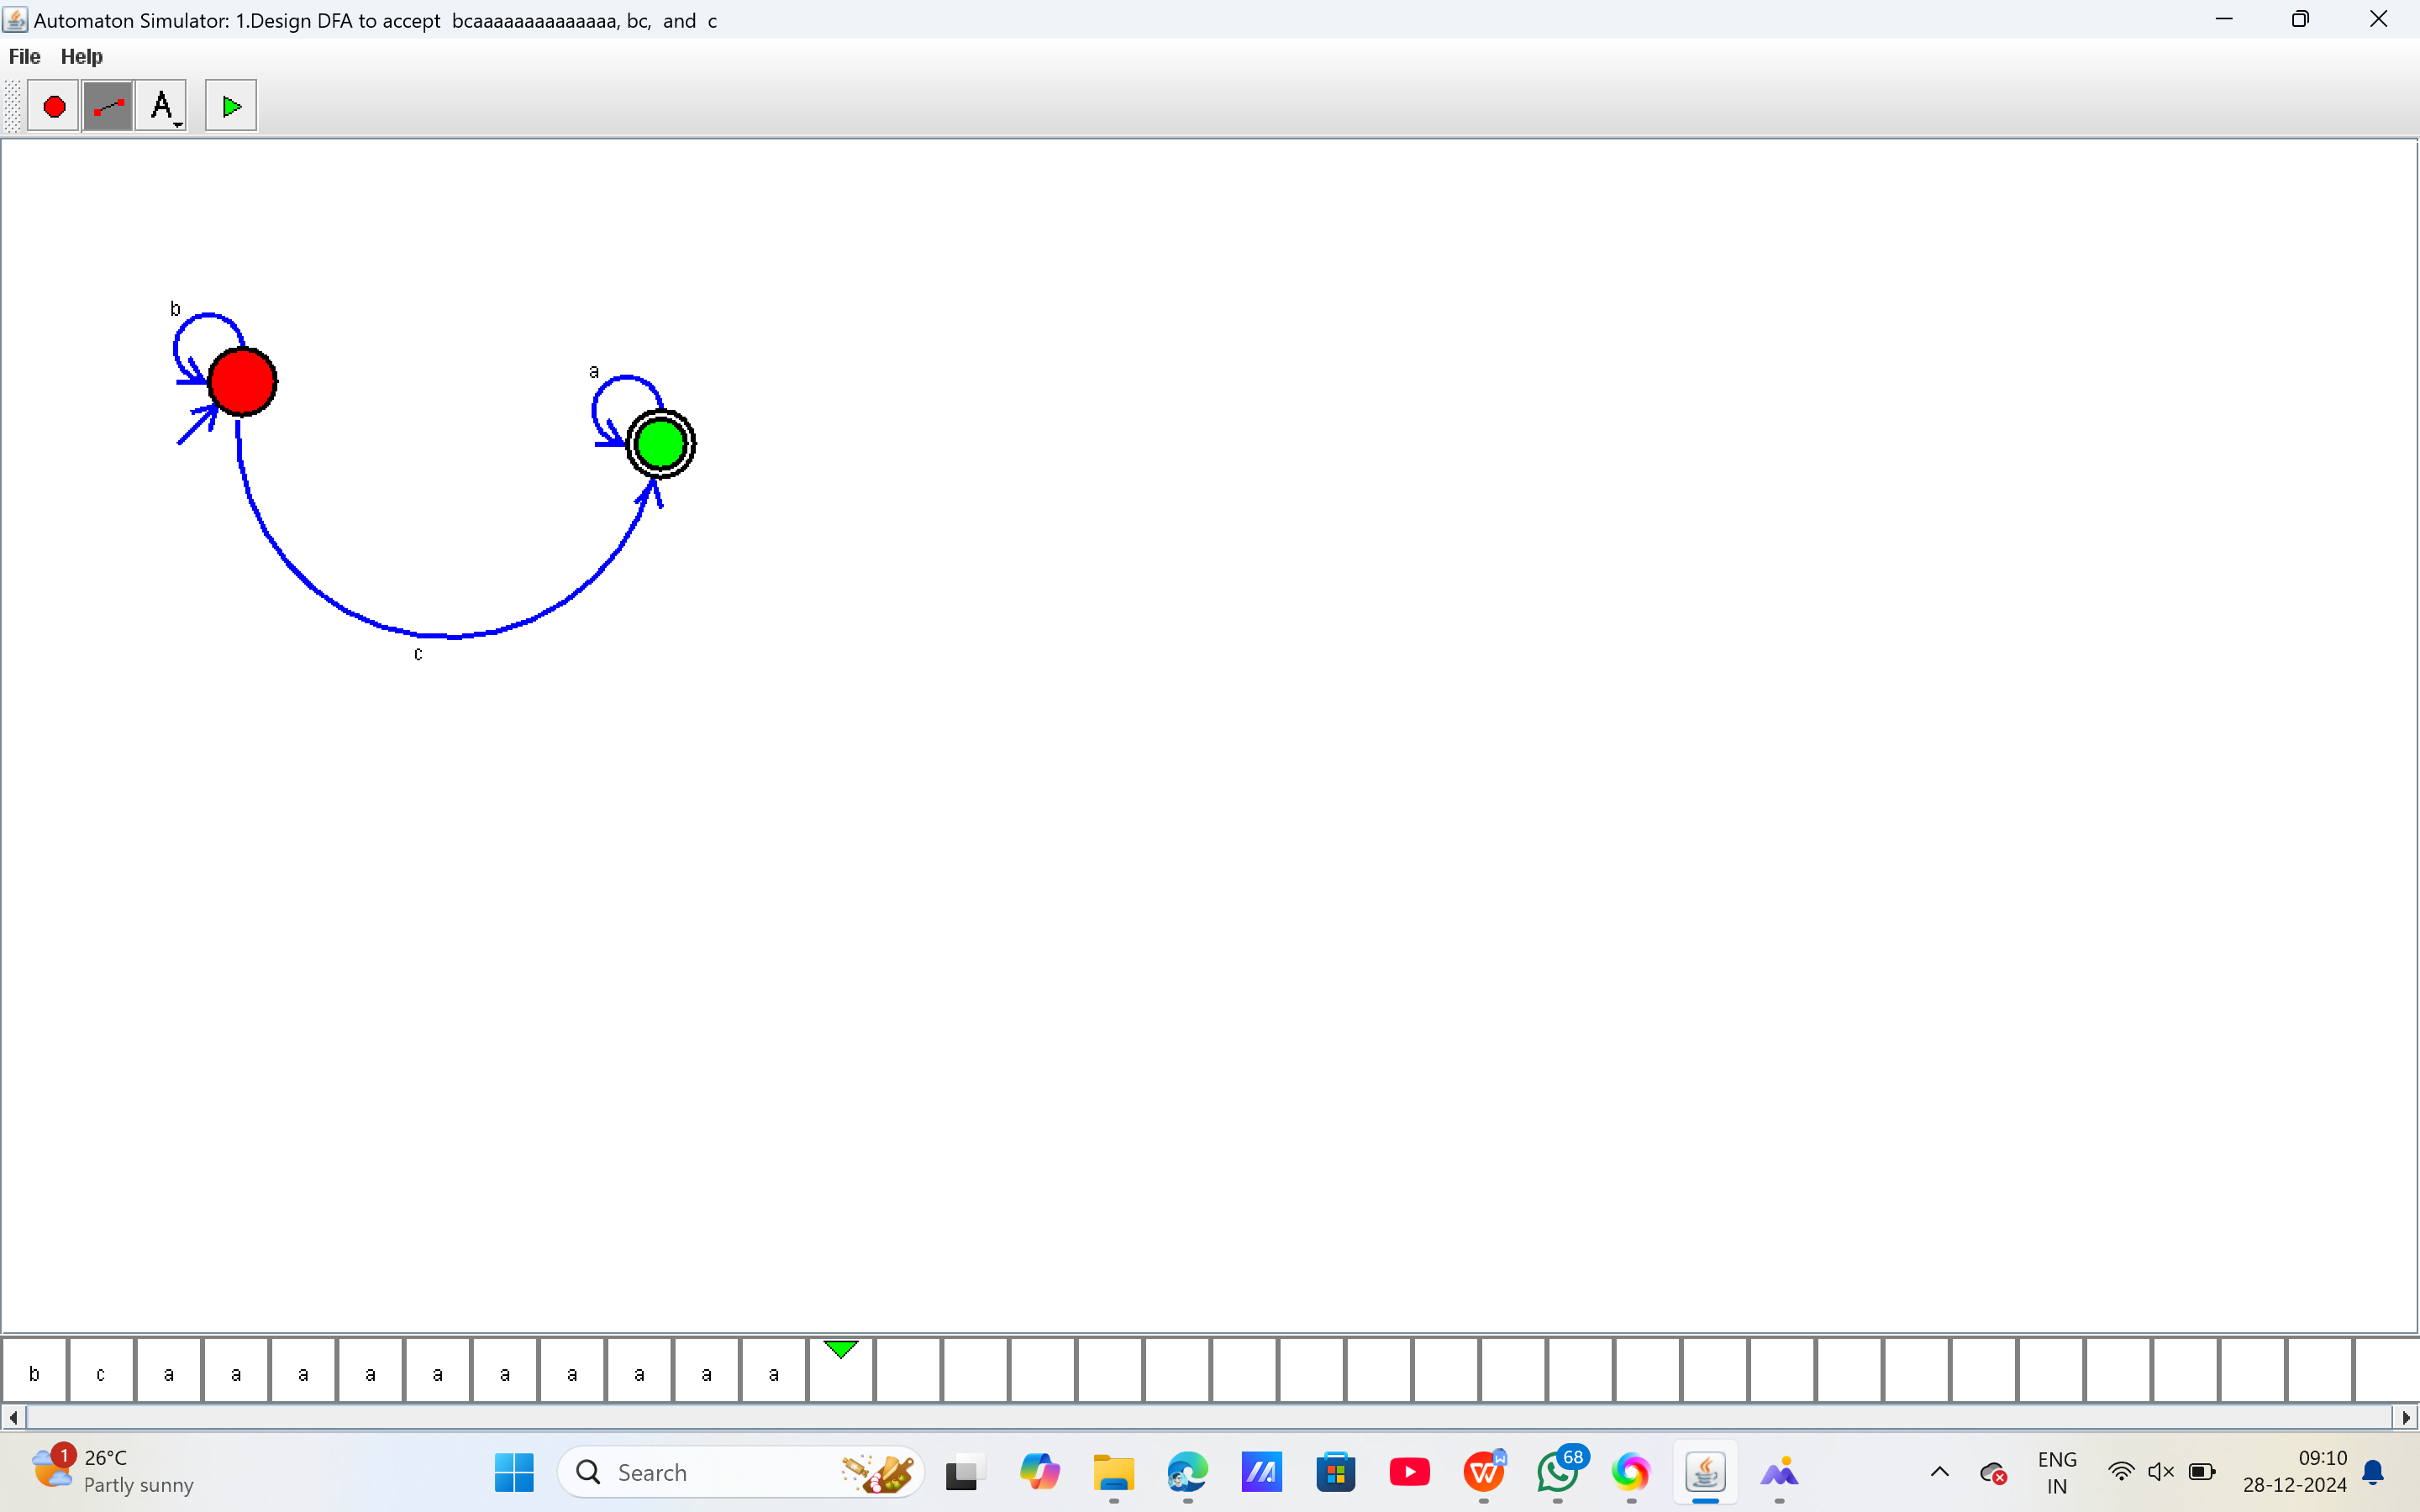 Automaton Simulator: 1.Design DFA to accept  bcaaaaaaaaaaaaaa, bc,  and  c
File Help
A
b
a
c
b c a a a a a a a a a a
1
26°C
Partly sunny
Search
68
ENG
IN
09:10
28-12-2024